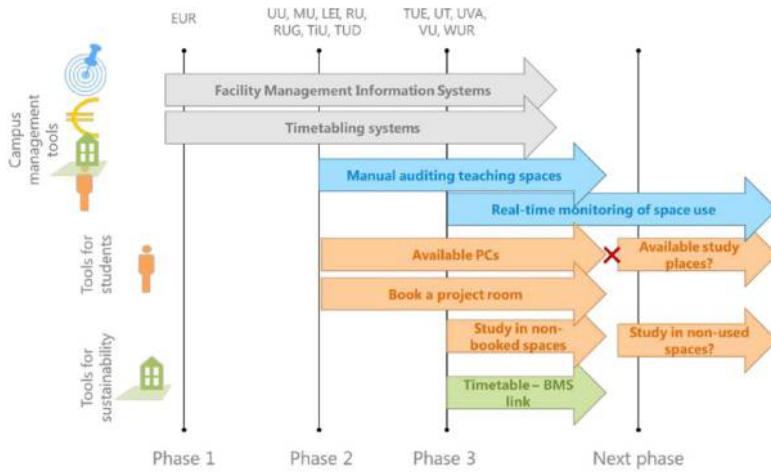 EUR
UU, MU, LEI, RU,
RUG, TiU, TUD
TUE, UT, UVA,
VU, WUR
Campus
management
tools
Facility Management Information Systems
Timetabling systems
Manual auditing teaching spaces
Real-time monitoring of space use
Tools for
students
Available PCs
Available study
places?
Book a project room
Study in non-
booked spaces
Study in non-used
spaces?
Tools for
sustainability
Timetable – BMS
link
Phase 1
Phase 2
Phase 3
Next phase